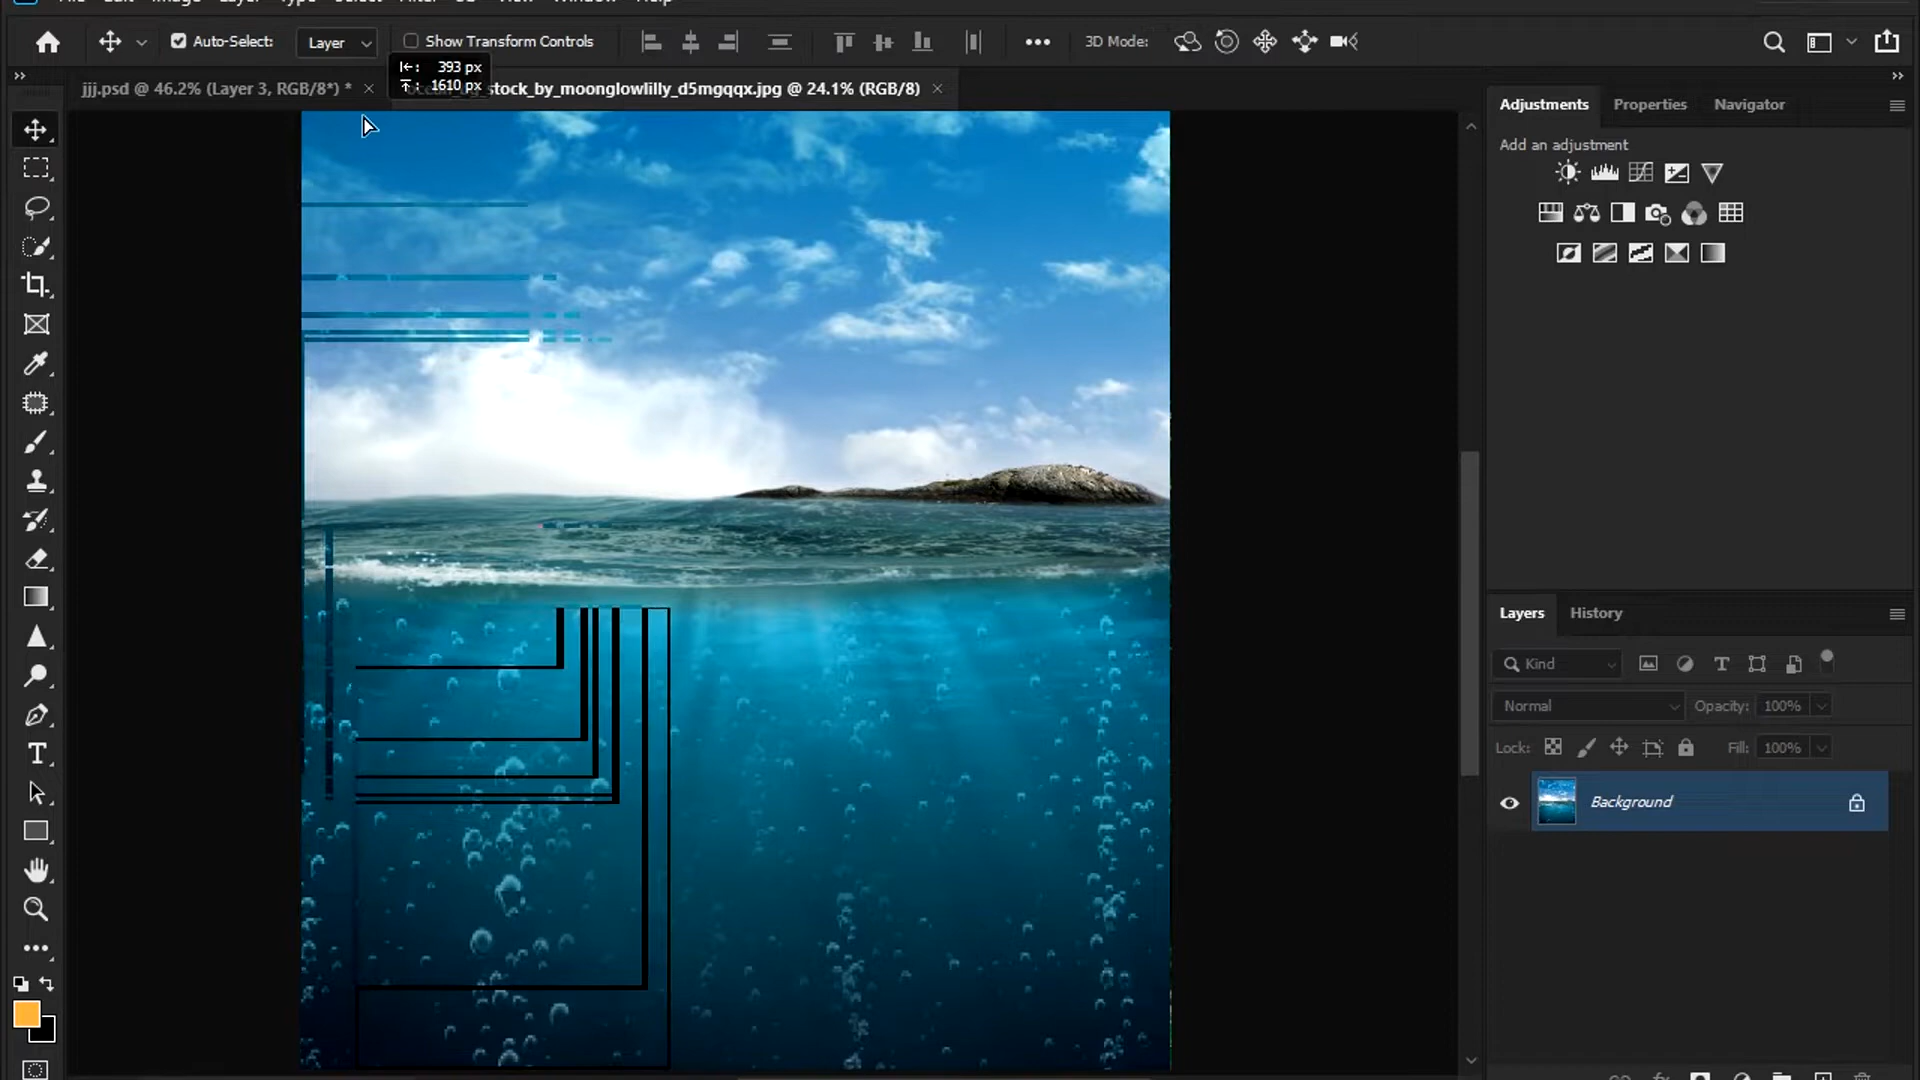 Auto-Select: Layer Show Transform Controls 3D Mode:
393 px
1610 px
jjj.psd @ 46.2% (Layer 3, RGB/8*) * stock_by_moonglowlilly_d5mgqqx.jpg @ 24.1% (RGB/8)
Adjustments Properties Navigator
Add an adjustment
Layers History
Kind
Normal Opacity: 100%
Lock: Fill: 100%
Background